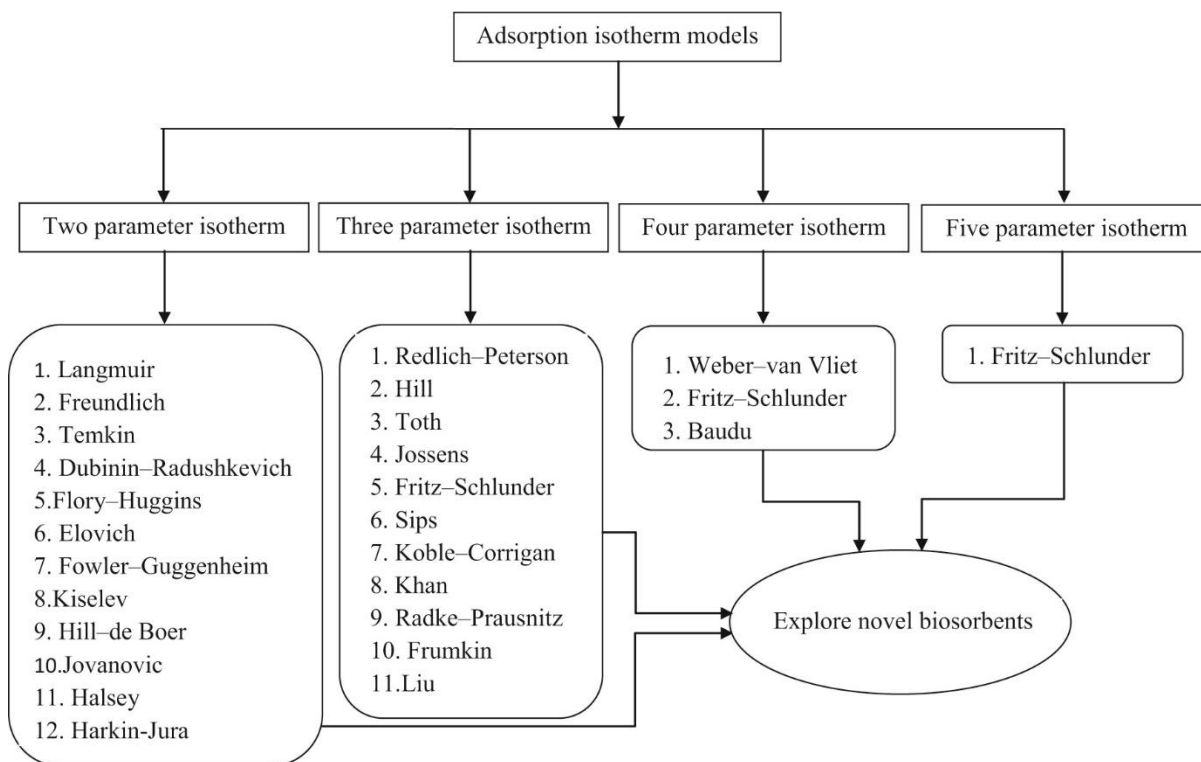 Adsorption isotherm models
Two parameter isotherm
Three parameter isotherm
Four parameter isotherm
Five parameter isotherm
1. Langmuir
2. Freundlich
3. Temkin
4. Dubinin–Radushkevich
5.Flory–Huggins
6. Elovich
7. Fowler–Guggenheim
8.Kiselev
9. Hill–de Boer
10.Jovanovic
11. Halsey
12. Harkin-Jura
1. Redlich–Peterson
2. Hill
3. Toth
4. Jossens
5. Fritz–Schlunder
6. Sips
7. Koble–Corrigan
8. Khan
9. Radke–Prausnitz
10. Frumkin
11.Liu
1. Weber–van Vliet
2. Fritz–Schlunder
3. Baudu
1. Fritz–Schlunder
Explore novel biosorbents